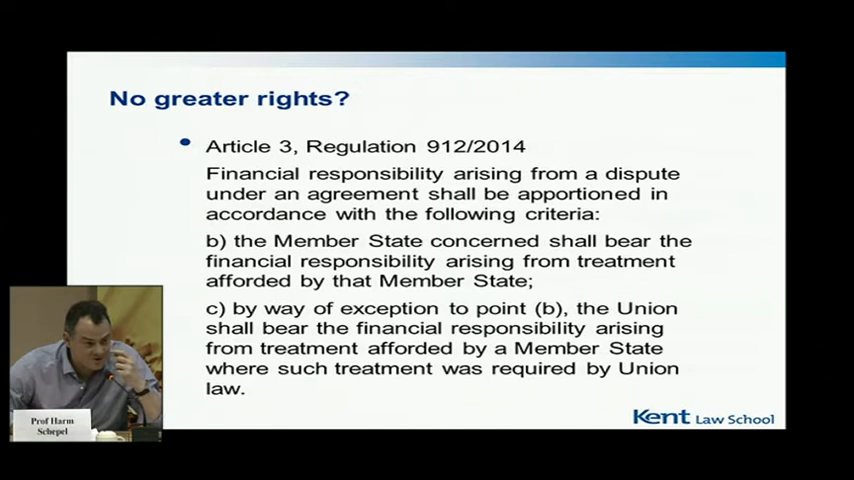 No greater rights?
• Article 3, Regulation 912/2014
Financial responsibility arising from a dispute
under an agreement shall be apportioned in
accordance with the following criteria:
b) the Member State concerned shall bear the
financial responsibility arising from treatment
afforded by that Member State;
c) by way of exception to point (b), the Union
shall bear the financial responsibility arising
from treatment afforded by a Member State
where such treatment was required by Union
law.
Prof Harm
Schepel
Kent Law School